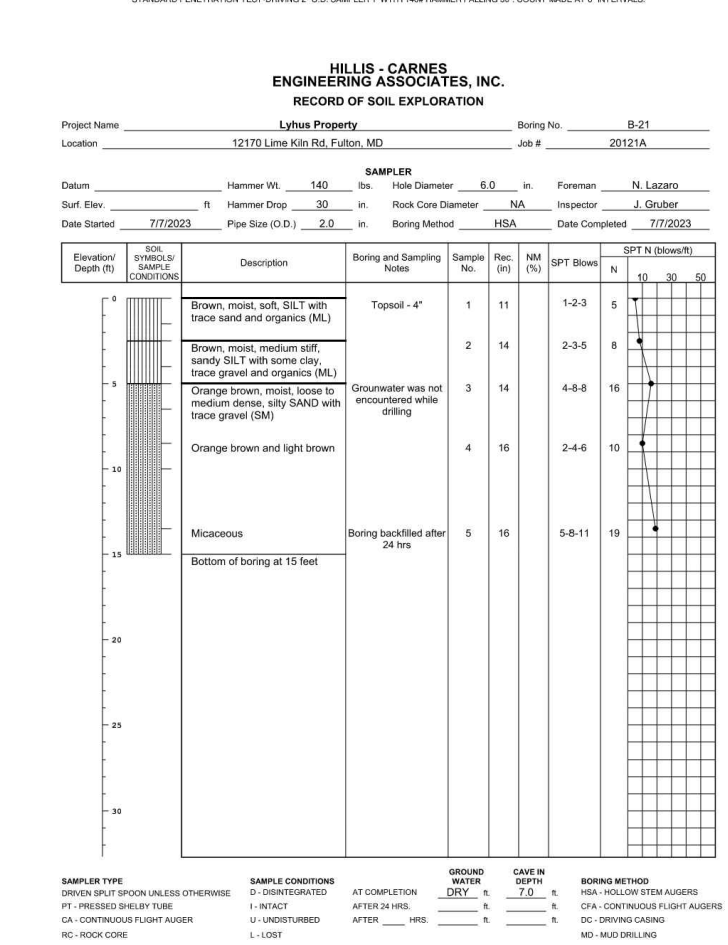 HILLIS - CARNES
ENGINEERING ASSOCIATES, INC.
RECORD OF SOIL EXPLORATION
Project Name Lyhus Property Boring No. B-21
Location 12170 Lime Kiln Rd, Fulton, MD Job # 20121A
SAMPLER
Datum Hammer Wt. 140 lbs. Hole Diameter 6.0 in. Foreman N. Lazaro
Surf. Elev. ft Hammer Drop 30 in. Rock Core Diameter NA Inspector J. Gruber
Date Started 7/7/2023 Pipe Size (O.D.) 2.0 in. Boring Method HSA Date Completed 7/7/2023
Elevation/ Depth (ft) SOIL SYMBOLS/ SAMPLE CONDITIONS Description Boring and Sampling Notes Sample No. Rec. (in) NM (%) SPT Blows N SPT N (blows/ft)
10 30 50
0
Brown, moist, soft, SILT with Topsoil - 4" 1 11 1-2-3 5
trace sand and organics (ML)
Brown, moist, medium stiff, 2 14 2-3-5 8
sandy SILT with some clay,
trace gravel and organics (ML)
5
Orange brown, moist, loose to Grounwater was not 3 14 4-8-8 16
medium dense, silty SAND with encountered while
trace gravel (SM) drilling
Orange brown and light brown 4 16 2-4-6 10
10
Micaceous Boring backfilled after 5 16 5-8-11 19
24 hrs
15
Bottom of boring at 15 feet
20
25
30
SAMPLER TYPE SAMPLE CONDITIONS GROUND WATER CAVE IN DEPTH BORING METHOD
DRIVEN SPLIT SPOON UNLESS OTHERWISE D - DISINTEGRATED AT COMPLETION DRY ft. 7.0 ft. HSA - HOLLOW STEM AUGERS
PT - PRESSED SHELBY TUBE I - INTACT AFTER 24 HRS. ft. ft. CFA - CONTINUOUS FLIGHT AUGERS
CA - CONTINUOUS FLIGHT AUGER U - UNDISTURBED AFTER HRS. ft. ft. DC - DRIVING CASING
RC - ROCK CORE L - LOST MD - MUD DRILLING